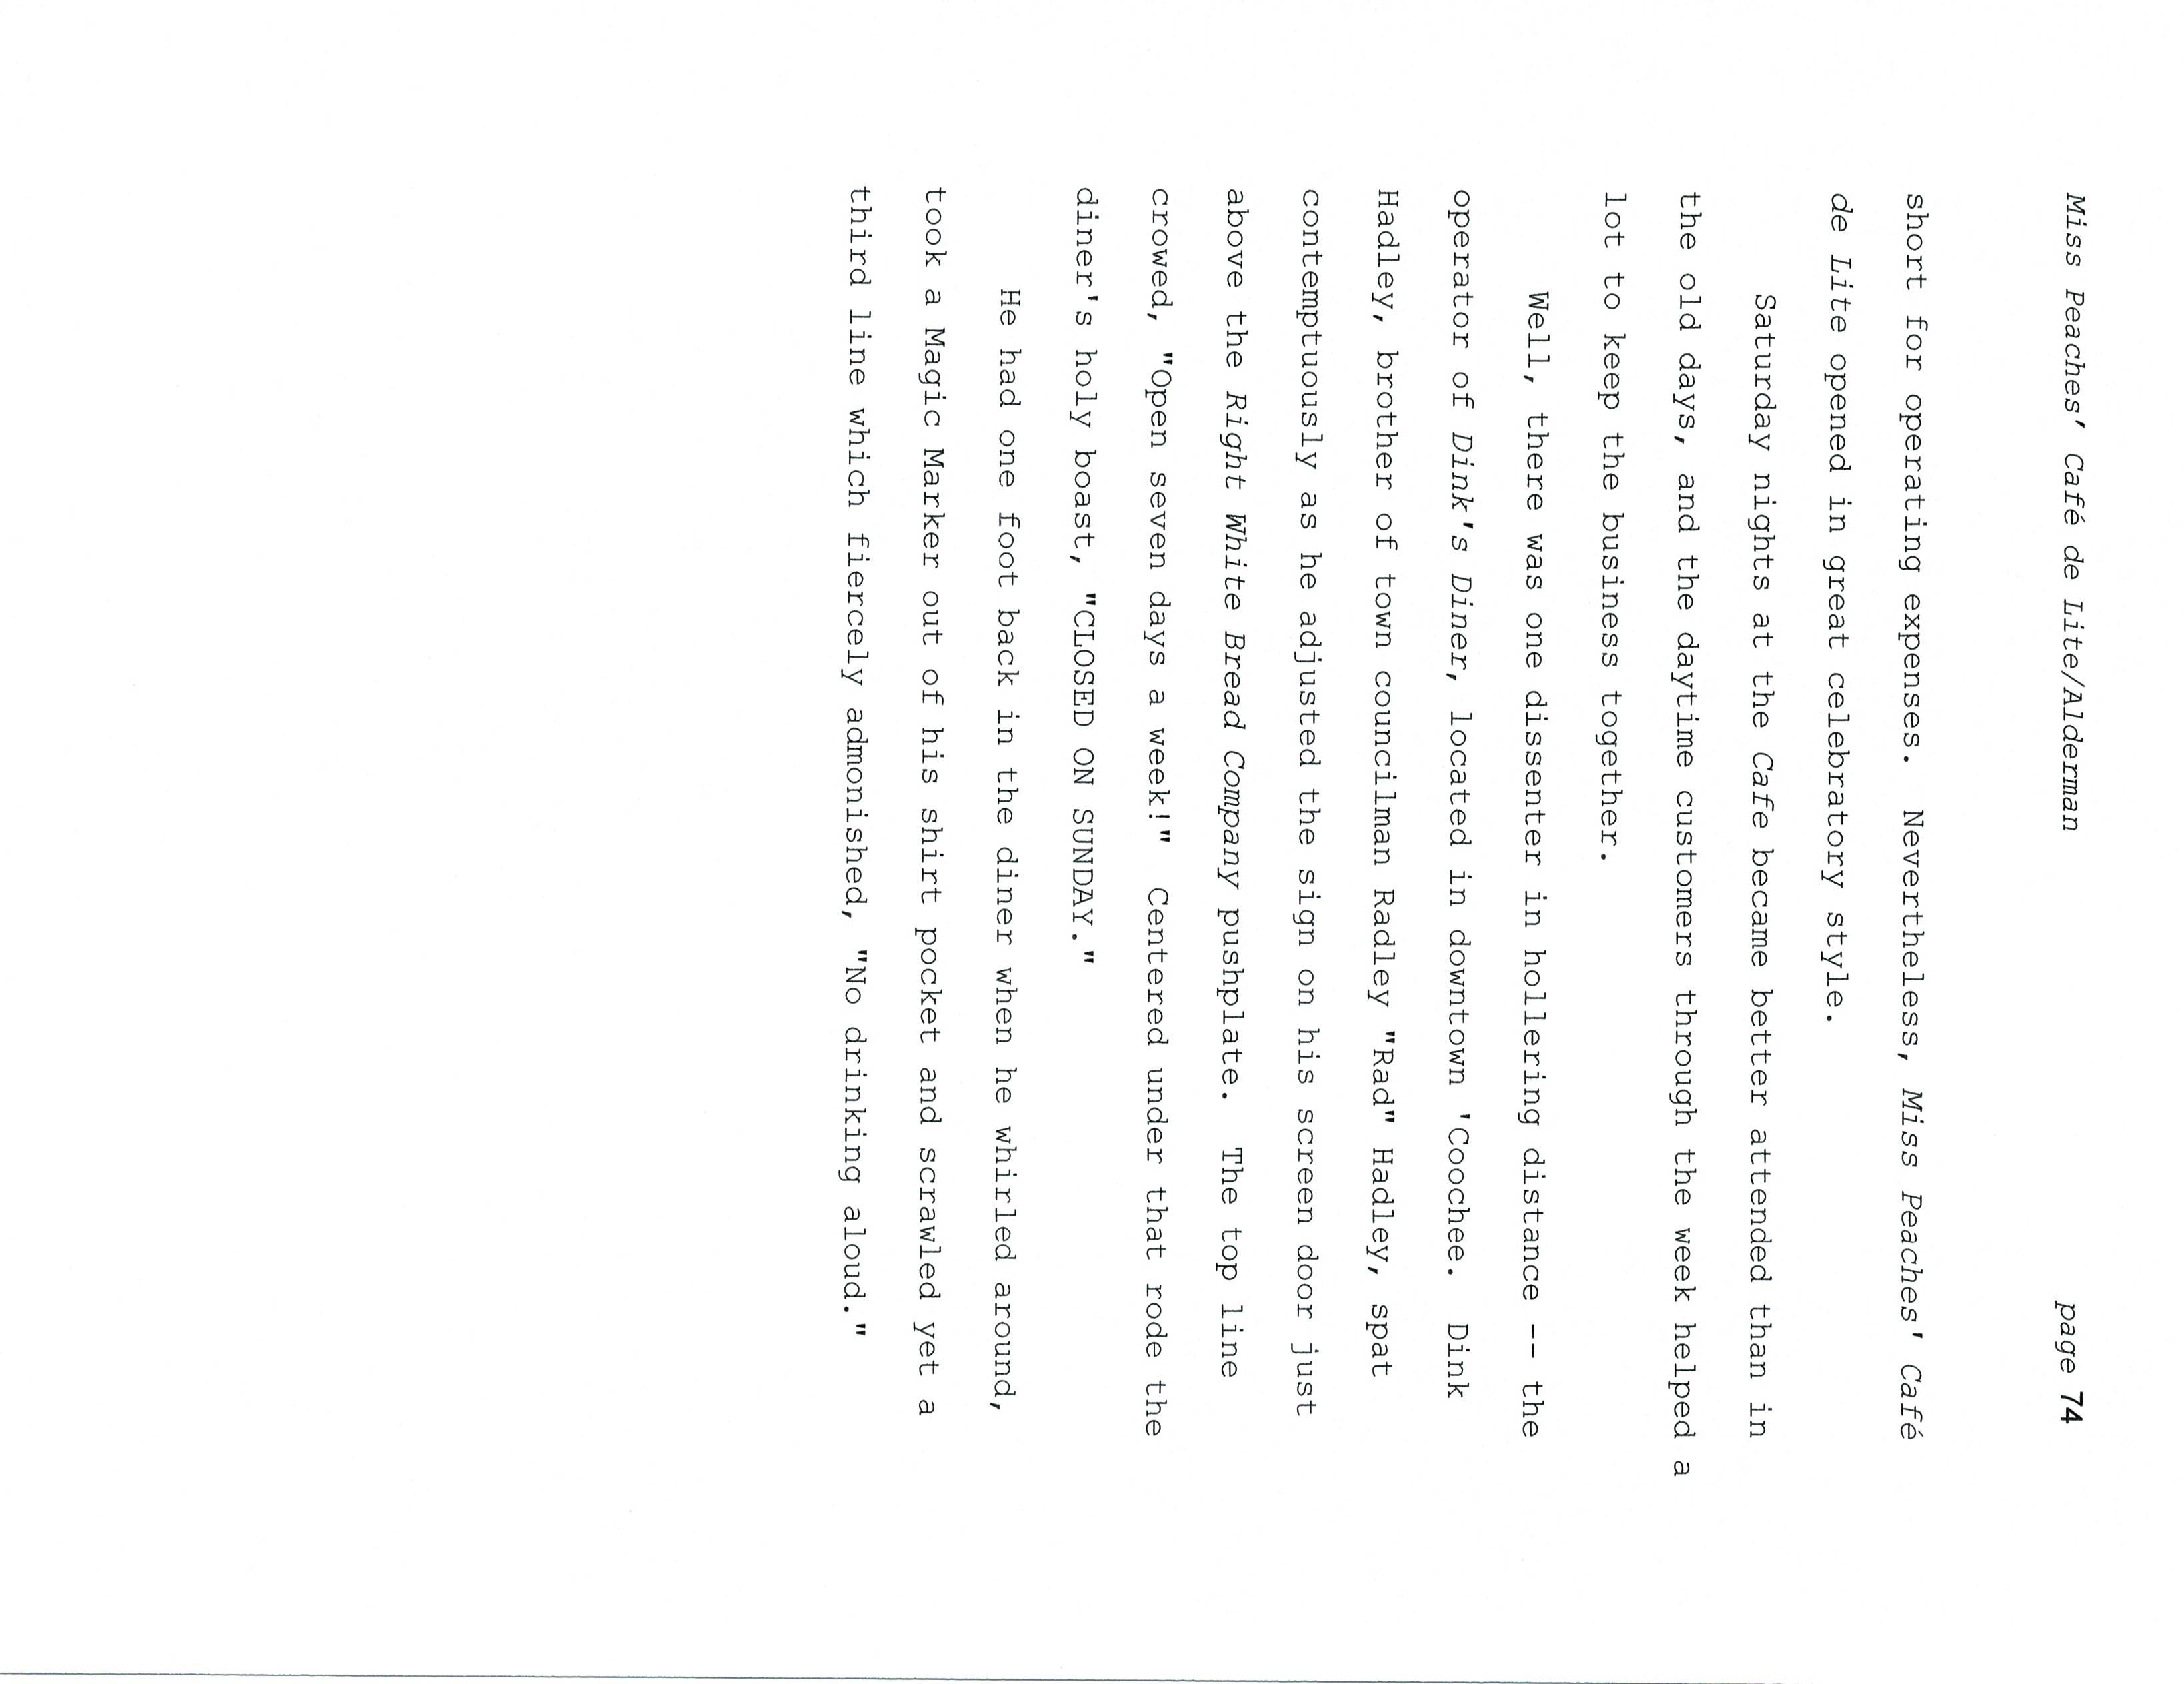 Miss Peaches’ Café de Lite/Alderman page 74
short for operating expenses.  Nevertheless, Miss Peaches' Café
de Lite opened in great celebratory style.
Saturday nights at the Cafe became better attended than in
the old days, and the daytime customers through the week helped a
lot to keep the business together.
Well, there was one dissenter in hollering distance -- the
operator of Dink's Diner, located in downtown 'Coochee.  Dink
Hadley, brother of town councilman Radley "Rad" Hadley, spat
contemptuously as he adjusted the sign on his screen door just
above the Right White Bread Company pushplate.  The top line
crowed, "Open seven days a week!"  Centered under that rode the
diner's holy boast, "CLOSED ON SUNDAY."
He had one foot back in the diner when he whirled around,
took a Magic Marker out of his shirt pocket and scrawled yet a
third line which fiercely admonished, "No drinking aloud."